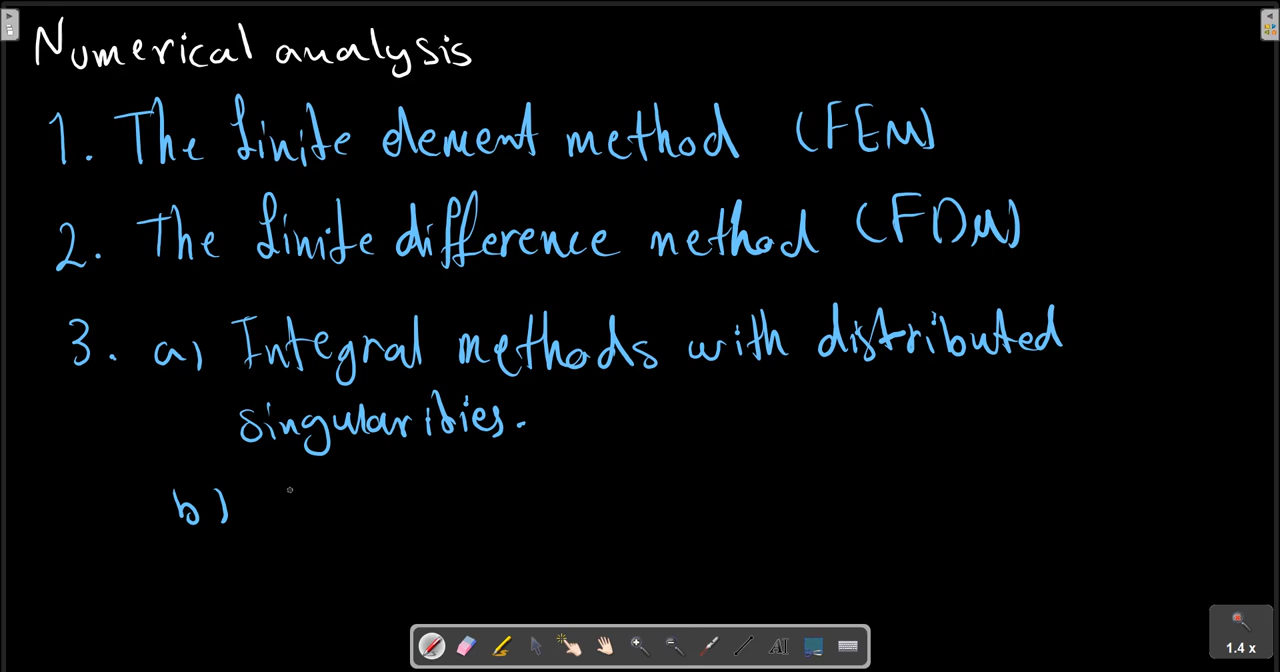 Numerical analysis
1. The finite element method (FEM)
2. The finite difference method (FDM)
3. a) Integral methods with distributed
singularities.
b)
AI
1.4 x